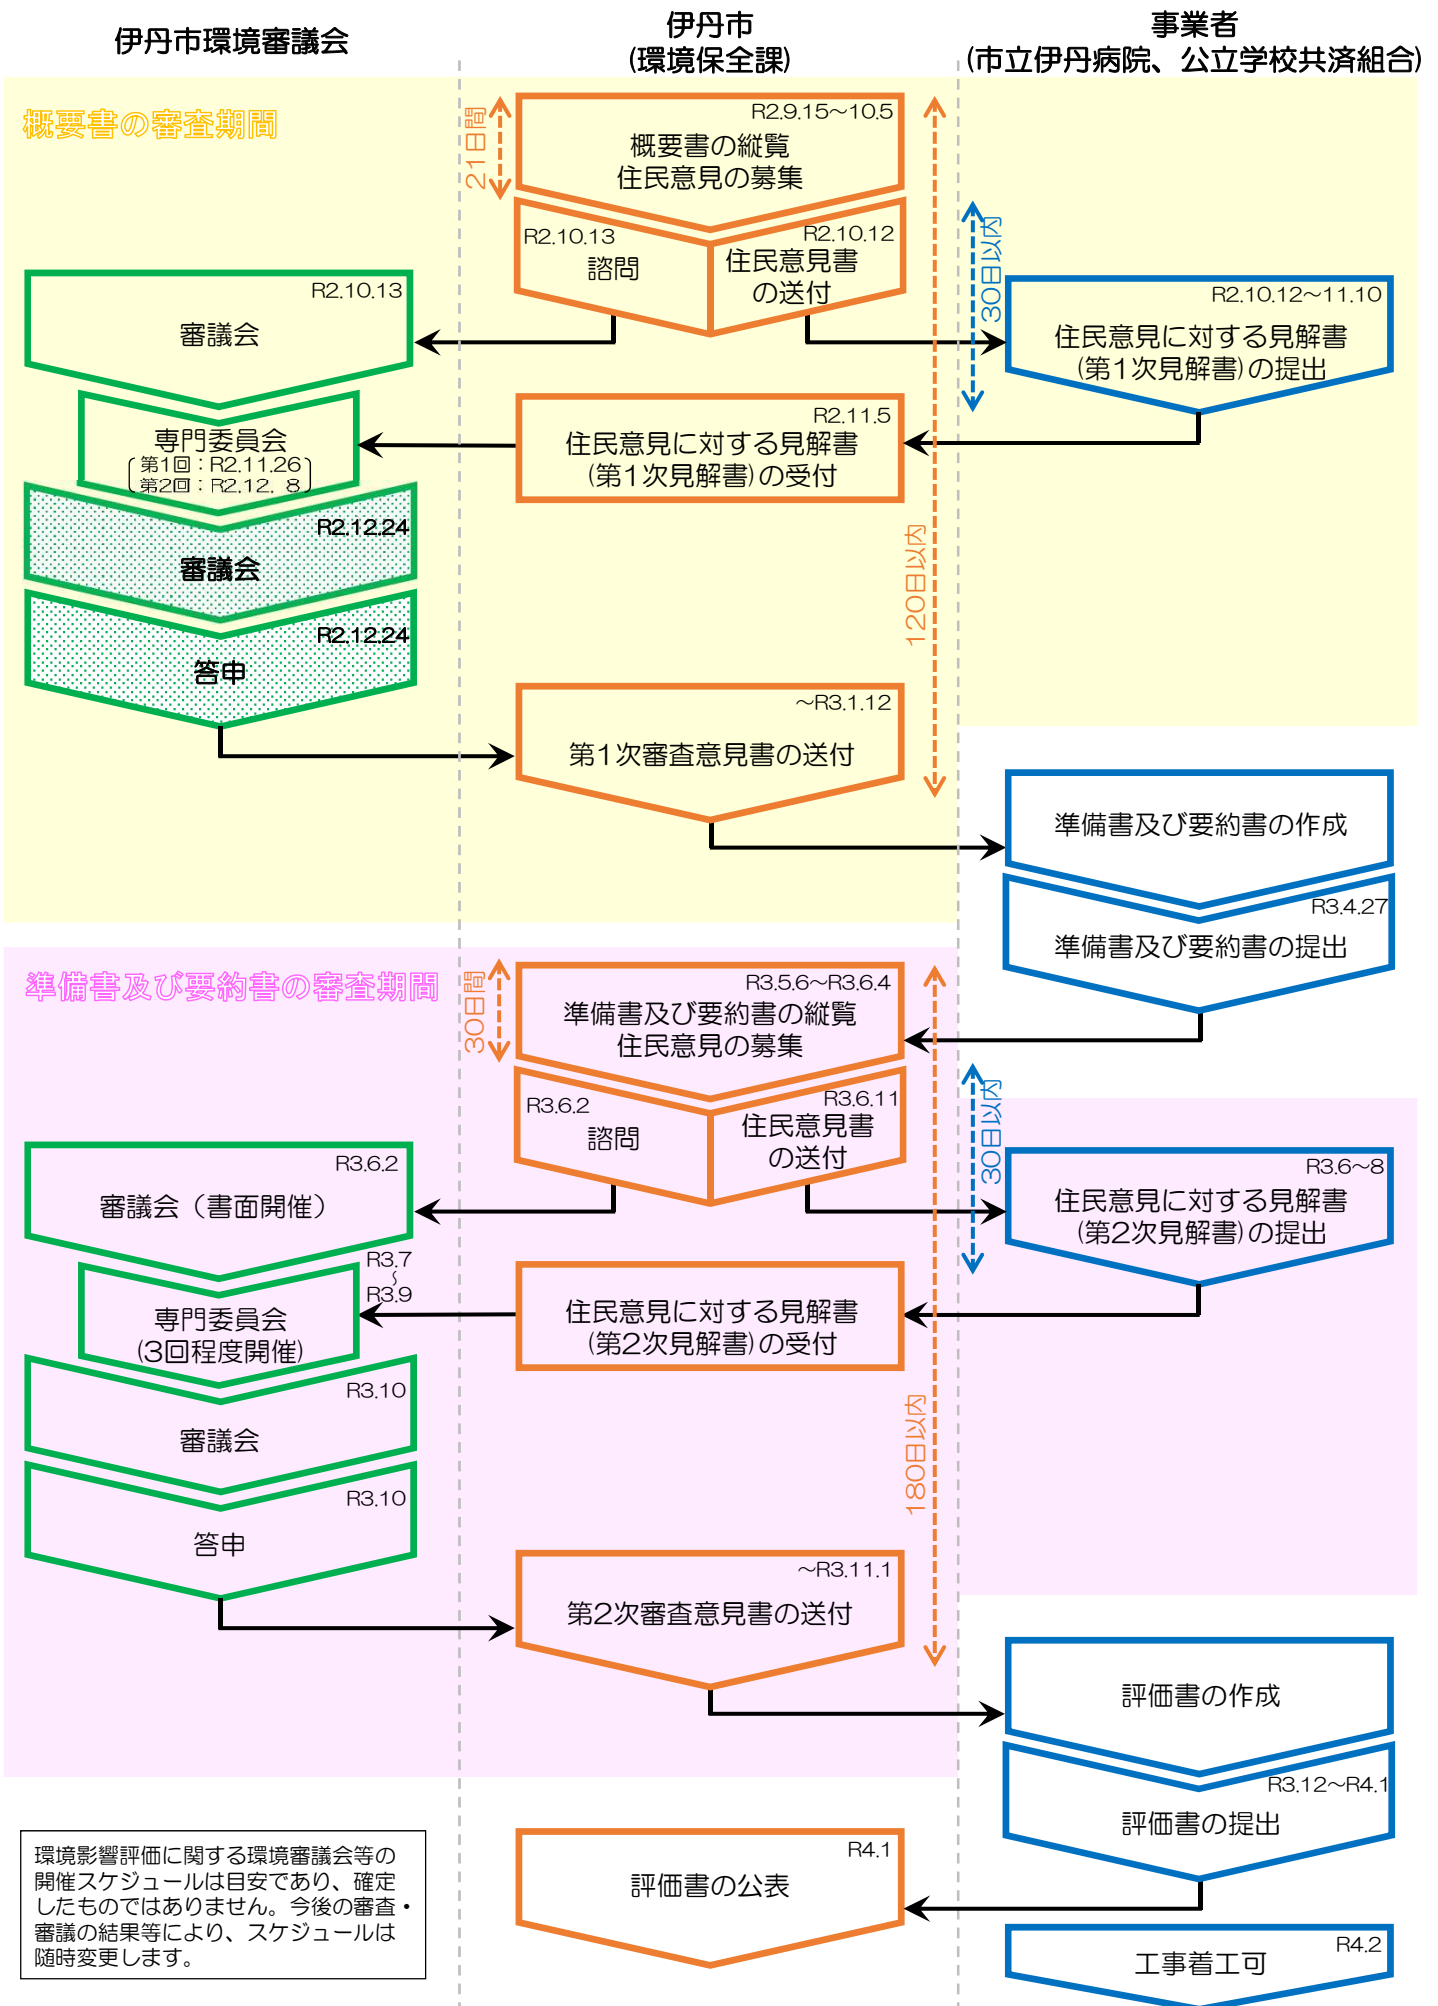 伊丹市環境審議会
伊丹市
(環境保全課)
事業者
(市立伊丹病院、公立学校共済組合)
概要書の審査期間
21日間
R2.9.15～10.5
概要書の縦覧
住民意見の募集
R2.10.13
諮問
R2.10.12
住民意見書
の送付
30日以内
R2.10.13
審議会
R2.10.12～11.10
住民意見に対する見解書
(第1次見解書)の提出
専門委員会
第1回：R2.11.26
第2回：R2.12. 8
R2.11.5
住民意見に対する見解書
(第1次見解書)の受付
120日以内
R2.12.24
審議会
R2.12.24
答申
～R3.1.12
第1次審査意見書の送付
準備書及び要約書の作成
R3.4.27
準備書及び要約書の提出
準備書及び要約書の審査期間
30日間
R3.5.6～R3.6.4
準備書及び要約書の縦覧
住民意見の募集
R3.6.2
諮問
R3.6.11
住民意見書
の送付
30日以内
R3.6.2
審議会（書面開催）
R3.6～8
住民意見に対する見解書
(第2次見解書)の提出
R3.7
～
R3.9
専門委員会
(3回程度開催)
住民意見に対する見解書
(第2次見解書)の受付
180日以内
R3.10
審議会
R3.10
答申
～R3.11.1
第2次審査意見書の送付
評価書の作成
R3.12～R4.1
評価書の提出
R4.1
評価書の公表
R4.2
工事着工可
環境影響評価に関する環境審議会等の
開催スケジュールは目安であり、確定
したものではありません。今後の審査・
審議の結果等により、スケジュールは
随時変更します。